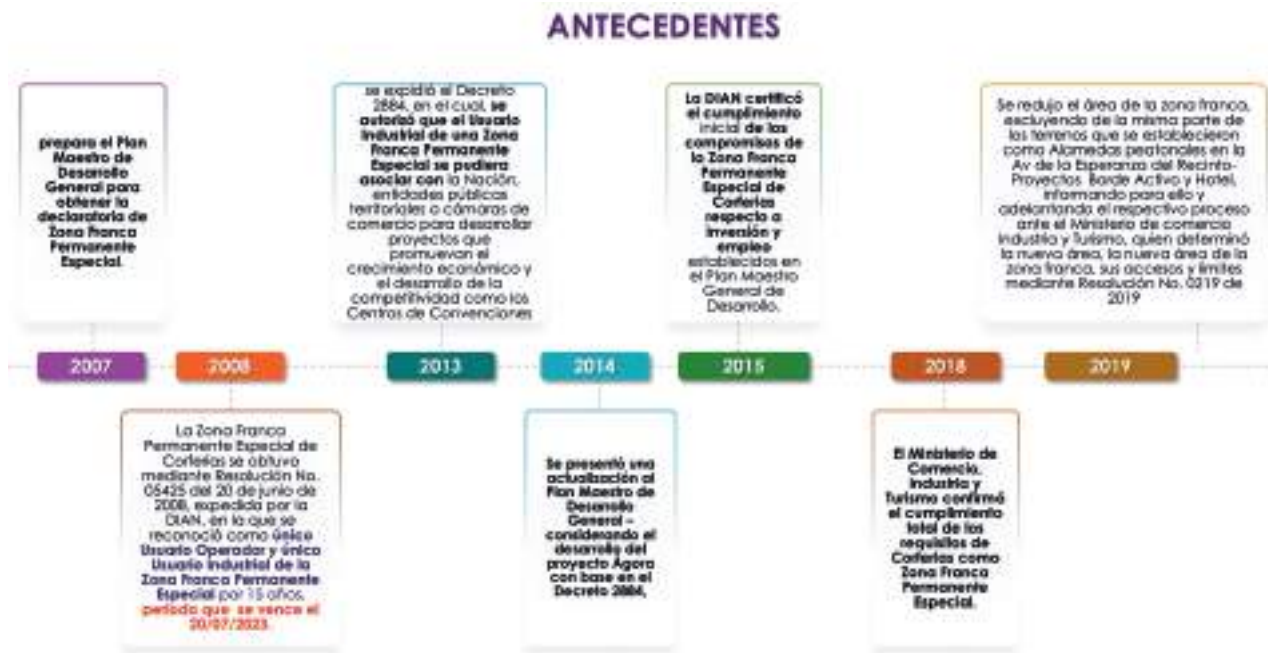 ANTECEDENTES
prepara el Plan
Maestro de
Desarrollo
General para
obtener la
declaratoria de
Zona Franca
Permanente
Especial.
2007
La Zona Franca
Permanente Especial de
Corferias se obtuvo
mediante Resolución No.
05425 del 20 de junio de
2008, expedida por la
DIAN, en la que se
reconoció como único
Usuario Operador y único
Usuario Industrial de la
Zona Franca Permanente
Especial por 15 años,
periodo que se vence el
20/07/2023.
2008
se expidió el Decreto
2884, en el cual, se
autorizó que el Usuario
Industrial de una Zona
Franca Permanente
Especial se pudiera
asociar con la Nación,
entidades públicas
territoriales o cámaras de
comercio para desarrollar
proyectos que
promuevan el
crecimiento económico y
el desarrollo de la
competitividad como los
Centros de Convenciones
2013
Se presentó una
actualización al
Plan Maestro de
Desarrollo
General –
considerando el
desarrollo del
proyecto Ágora
con base en el
Decreto 2884.
2014
La DIAN certificó
el cumplimiento
inicial de los
compromisos de
la Zona Franca
Permanente
Especial de
Corferias
respecto a
inversión y
empleo
establecidos en
el Plan Maestro
General de
Desarrollo.
2015
El Ministerio de
Comercio,
Industria y
Turismo confirmó
el cumplimiento
total de los
requisitos de
Corferias como
Zona Franca
Permanente
Especial.
2018
Se redujo el área de la zona franca,
excluyendo de la misma parte de
los terrenos que se establecieron
como Alamedas peatonales en la
Av de la Esperanza del Recinto-
Proyectos Borde Activo y Hotel,
informando para ello y
adelantando el respectivo proceso
ante el Ministerio de comercio
Industria y Turismo, quien determinó
la nueva área, la nueva área de la
zona franca, sus accesos y límites
mediante Resolución No. 0219 de
2019
2019